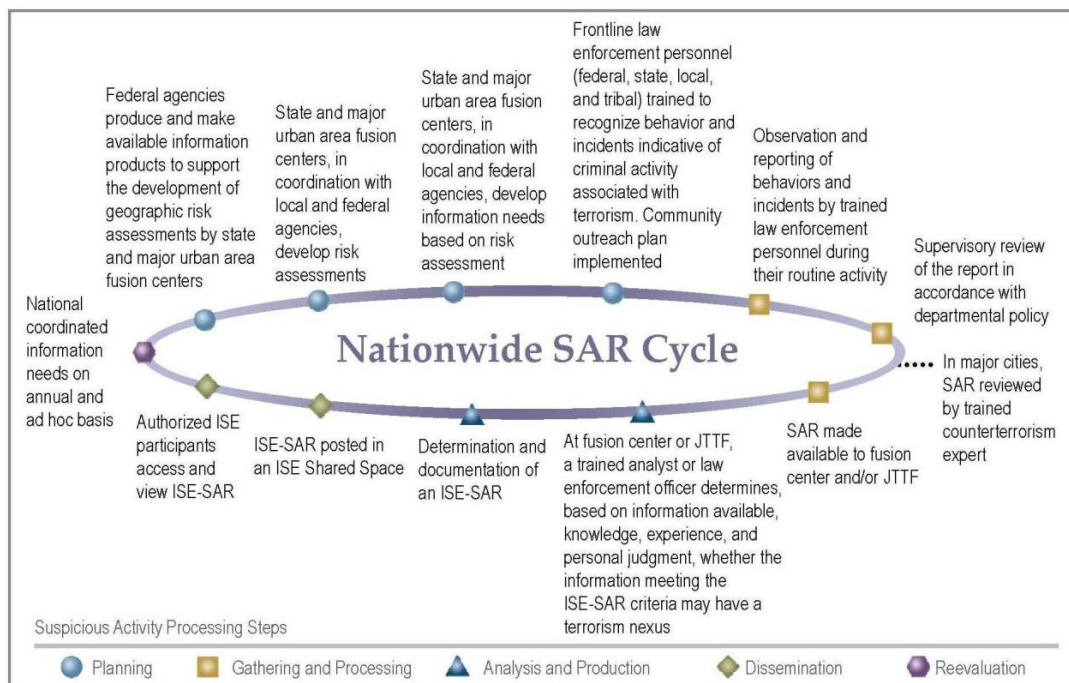 Federal agencies
produce and make
available information
products to support
the development of
geographic risk
assessments by state
and major urban area
fusion centers
State and major
urban area fusion
centers, in
coordination with
local and federal
agencies,
develop risk
assessments
State and major
urban area fusion
centers, in
coordination with
local and federal
agencies, develop
information needs
based on risk
assessment
Frontline law
enforcement personnel
(federal, state, local,
and tribal) trained to
recognize behavior and
incidents indicative of
criminal activity
associated with
terrorism. Community
outreach plan
implemented
Observation and
reporting of
behaviors and
incidents by trained
law enforcement
personnel during
their routine activity
Supervisory review
of the report in
accordance with
departmental policy
In major cities,
SAR reviewed
by trained
counterterrorism
expert
SAR made
available to fusion
center and/or JTTF
At fusion center or JTTF,
a trained analyst or law
enforcement officer determines,
based on information available,
knowledge, experience, and
personal judgment, whether the
information meeting the
ISE-SAR criteria may have a
terrorism nexus
Determination and
documentation of
an ISE-SAR
ISE-SAR posted in
an ISE Shared Space
Authorized ISE
participants
access and
view ISE-SAR
National
coordinated
information
needs on
annual and
ad hoc basis
Nationwide SAR Cycle
Suspicious Activity Processing Steps
Planning
Gathering and Processing
Analysis and Production
Dissemination
Reevaluation